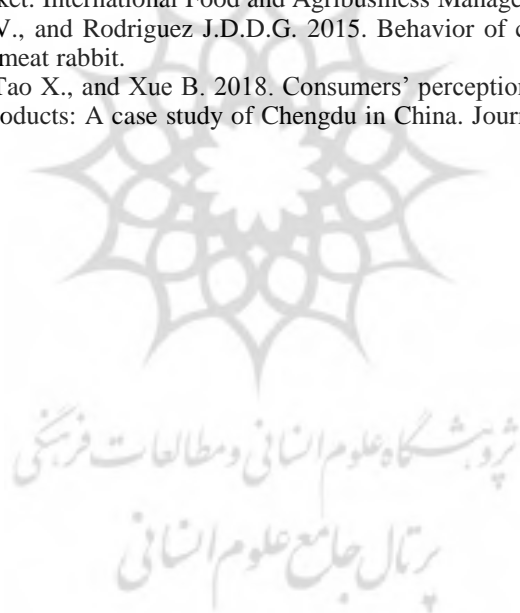 ket. International Food and Agribusiness Manage
V., and Rodriguez J.D.D.G. 2015. Behavior of c
meat rabbit.
Tao X., and Xue B. 2018. Consumers' perception
oducts: A case study of Chengdu in China. Journ
پژوهشگاه علوم انسانی و مطالعات فرهنگی
پرتال جامع علوم انسانی